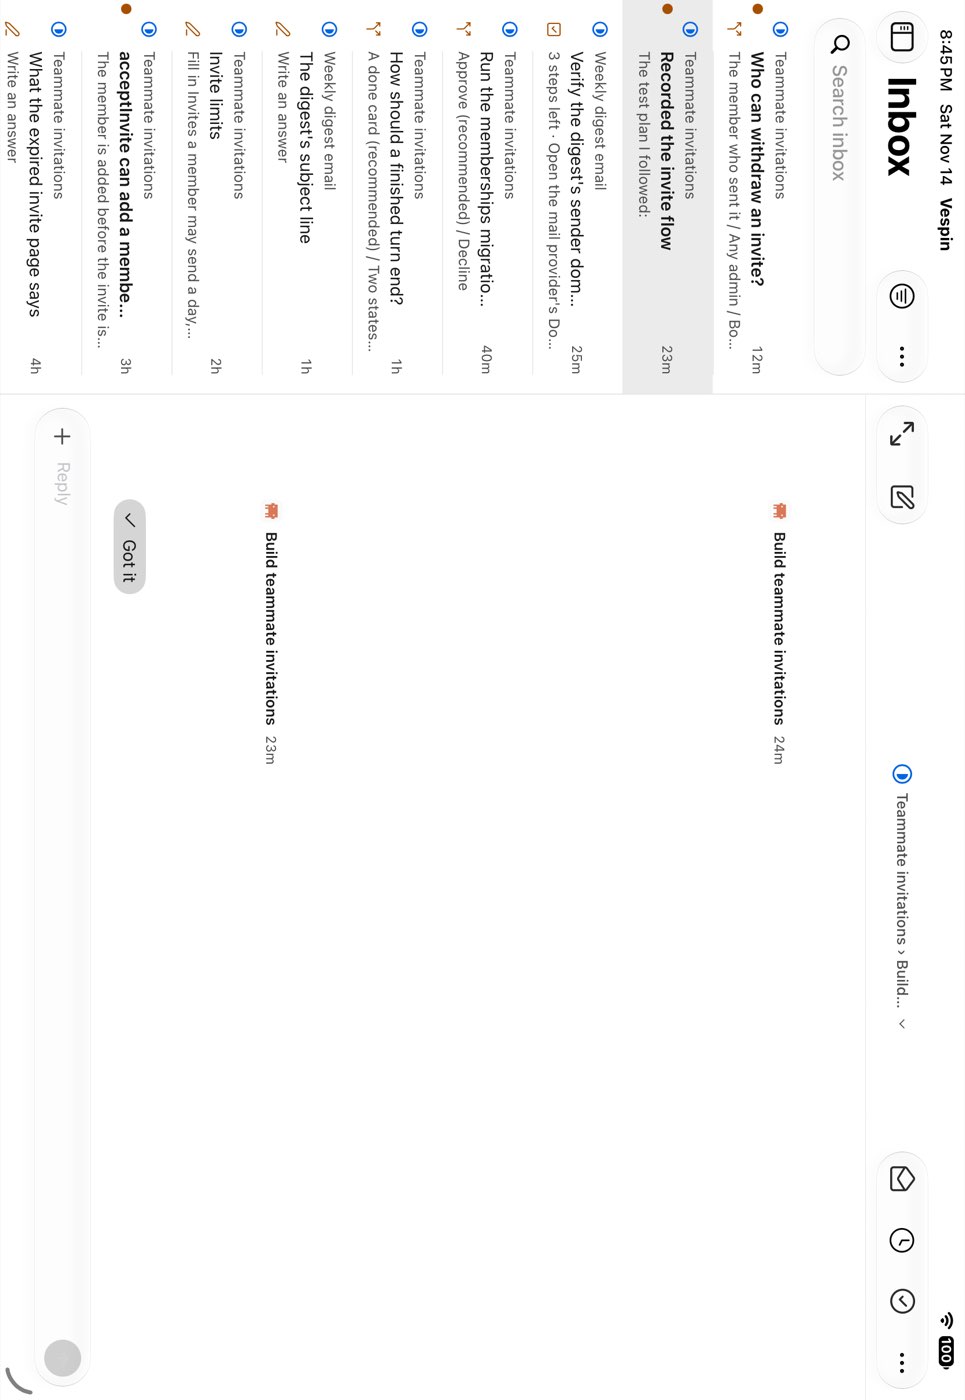 8:45 PM Sat Nov 14 Vespin
100
Inbox
Search inbox
Teammate invitations
Who can withdraw an invite? 12m
The member who sent it / Any admin / Bo...
Teammate invitations
Recorded the invite flow 23m
The test plan I followed:
Weekly digest email
Verify the digest's sender dom... 25m
3 steps left · Open the mail provider's Do...
Teammate invitations
Run the memberships migratio... 40m
Approve (recommended) / Decline
Teammate invitations
How should a finished turn end? 1h
A done card (recommended) / Two states...
Weekly digest email
The digest's subject line 1h
Write an answer
Teammate invitations
Invite limits 2h
Fill in Invites a member may send a day,...
Teammate invitations
acceptInvite can add a membe... 3h
The member is added before the invite is...
Teammate invitations
What the expired invite page says 4h
Write an answer
Teammate invitations › Build...
Build teammate invitations 24m
Build teammate invitations 23m
Got it
Reply